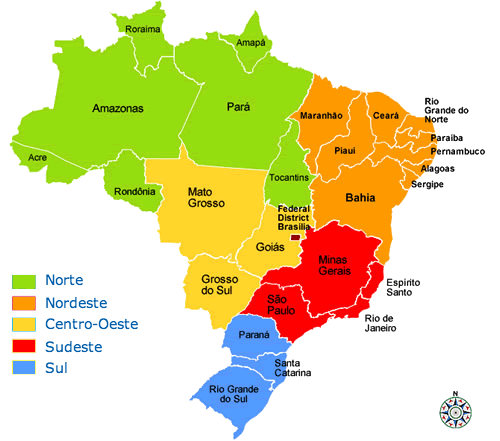 Roraima
Amapá
Amazonas
Pará
Maranhão
Ceará
Rio
Grande do
Norte
Piaui
Paraiba
Pernambuco
Acre
Rondônia
Tocantins
Alagoas
Sergipe
Bahia
Mato
Grosso
Federal
District
Brasilia
Goiás
Minas
Gerais
Grosso
do Sul
Espirito
Santo
São
Paulo
Rio
de Janeiro
Paraná
Santa
Catarina
Rio Grande
do Sul
Norte
Nordeste
Centro-Oeste
Sudeste
Sul
N